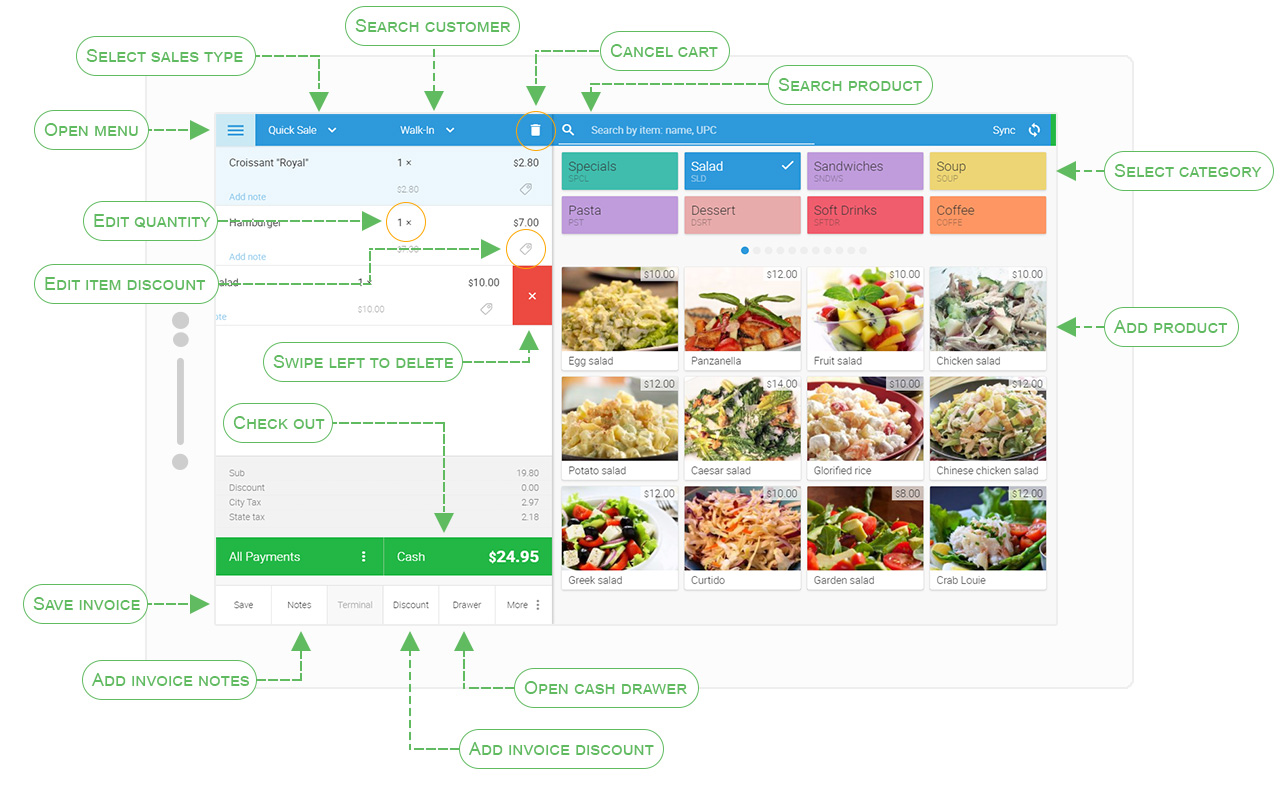 SEARCH CUSTOMER
SELECT SALES TYPE
CANCEL CART
SEARCH PRODUCT
OPEN MENU
Quick Sale
Walk-In
Search by item: name, UPC
Sync
Croissant "Royal"
1 ×
$2.80
$2.80
Add note
EDIT QUANTITY
Hamburger
1 ×
$7.00
$7.00
Add note
EDIT ITEM DISCOUNT
alad
1 ×
$10.00
$10.00
ote
×
SWIPE LEFT TO DELETE
CHECK OUT
Sub 19.80
Discount 0.00
City Tax 2.97
State tax 2.18
All Payments
Cash $24.95
SAVE INVOICE
Save
Notes
Terminal
Discount
Drawer
More
ADD INVOICE NOTES
OPEN CASH DRAWER
ADD INVOICE DISCOUNT
Specials
SPCL
Salad
SLD
Sandwiches
SNDWS
Soup
SOUP
SELECT CATEGORY
Pasta
PST
Dessert
DSRT
Soft Drinks
SFTDR
Coffee
COFFE
$10.00
Egg salad
$12.00
Panzanella
$10.00
Fruit salad
$10.00
Chicken salad
ADD PRODUCT
$12.00
Potato salad
$14.00
Caesar salad
$10.00
Glorified rice
$12.00
Chinese chicken salad
$12.00
Greek salad
$10.00
Curtido
$8.00
Garden salad
$12.00
Crab Louie